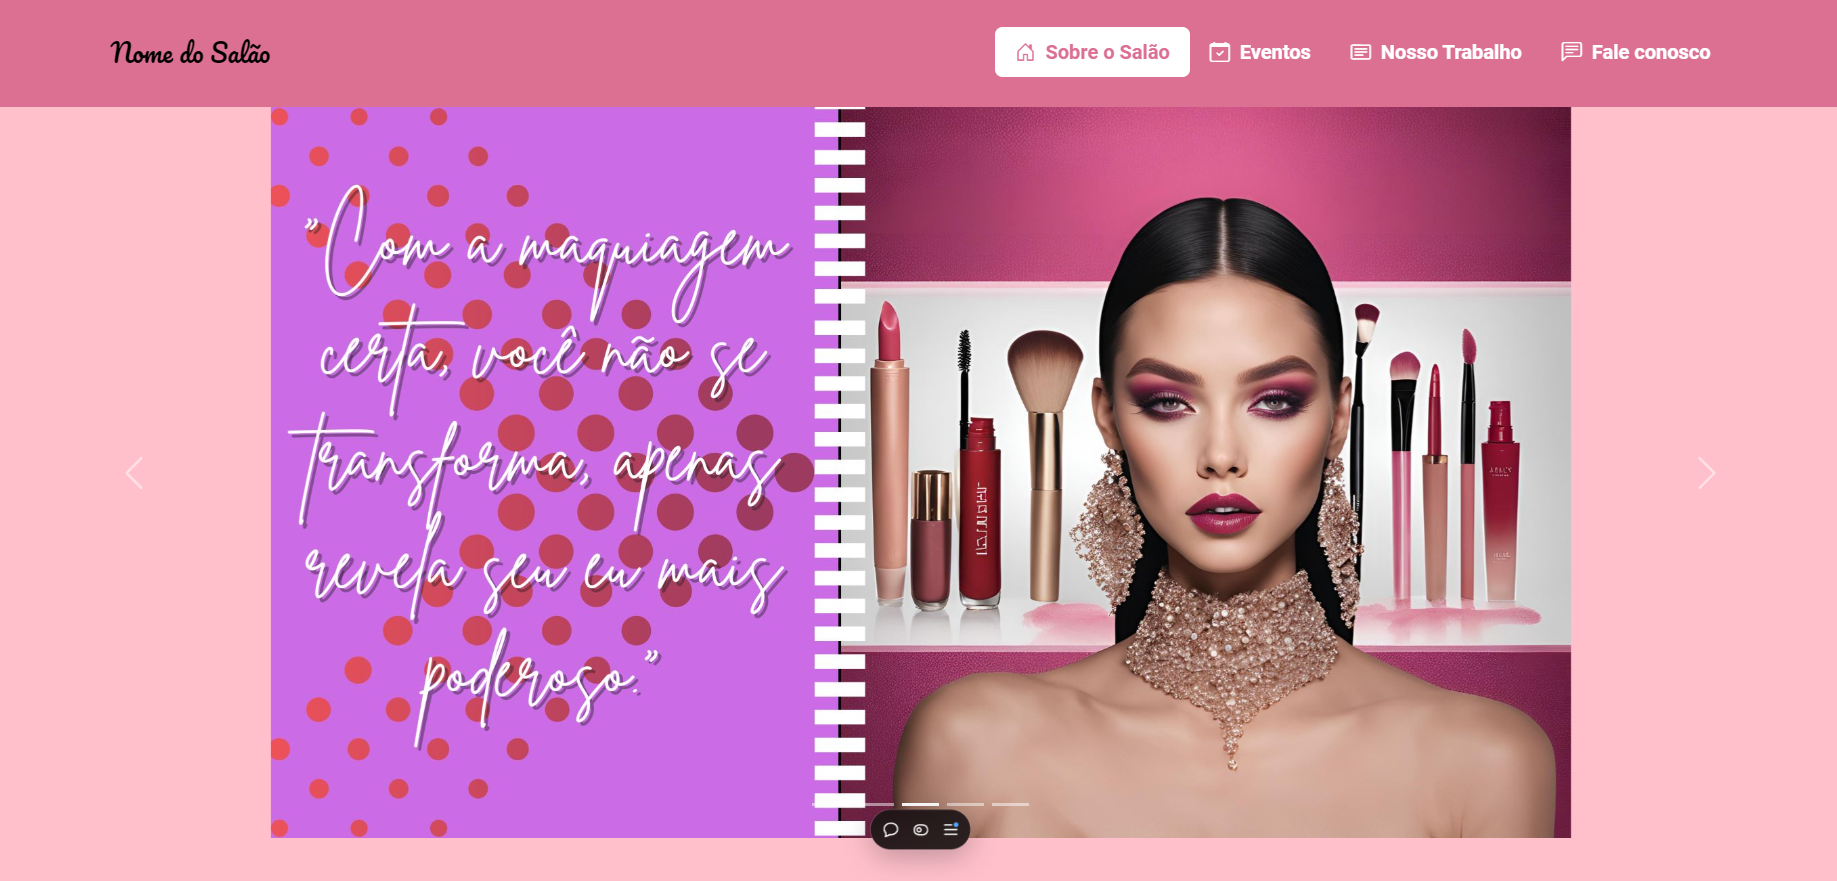 Nome do Salão
Sobre o Salão
Eventos
Nosso Trabalho
Fale conosco
"Com a maquiagem
certa, você não se
transforma, apenas
revela seu eu mais
poderoso."